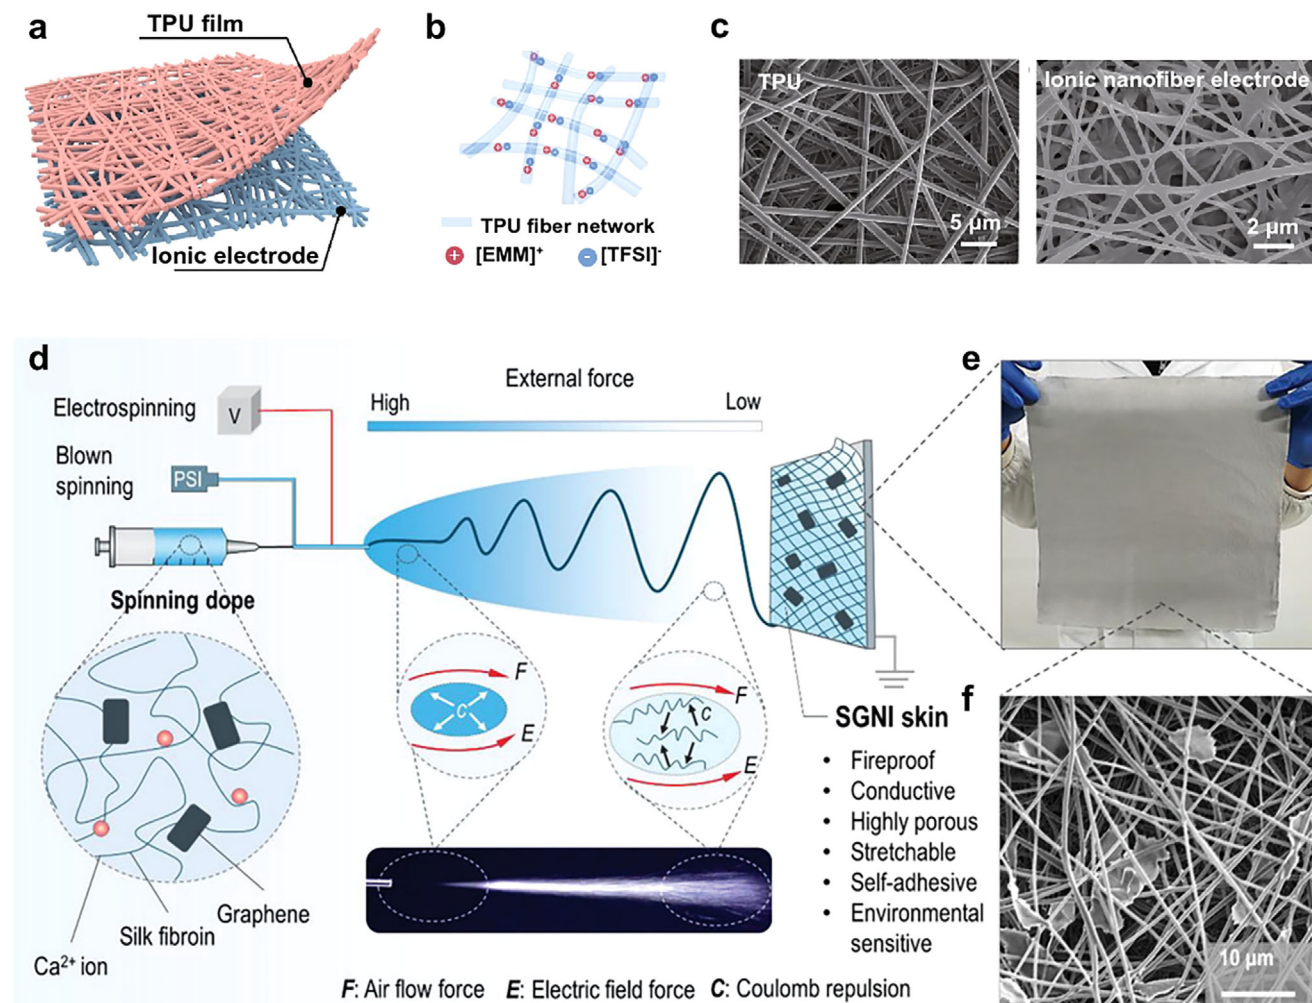 a
TPU film
Ionic electrode
b
TPU fiber network
+ [EMM]⁺ - [TFSI]⁻
c
TPU
5 μm
Ionic nanofiber electrode
2 μm
d
Electrospinning
V
Blown
spinning
PSI
Spinning dope
External force
High
Low
F
C
E
F
C
E
Graphene
Silk fibroin
Ca²⁺ ion
SGNI skin
• Fireproof
• Conductive
• Highly porous
• Stretchable
• Self-adhesive
• Environmental
sensitive
F: Air flow force E: Electric field force C: Coulomb repulsion
e
f
10 μm